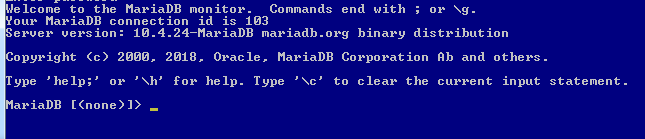 Welcome to the MariaDB monitor.  Commands end with ; or \g.
Your MariaDB connection id is 103
Server version: 10.4.24-MariaDB mariadb.org binary distribution
Copyright (c) 2000, 2018, Oracle, MariaDB Corporation Ab and others.
Type 'help;' or '\h' for help. Type '\c' to clear the current input statement.
MariaDB [(none)]> _